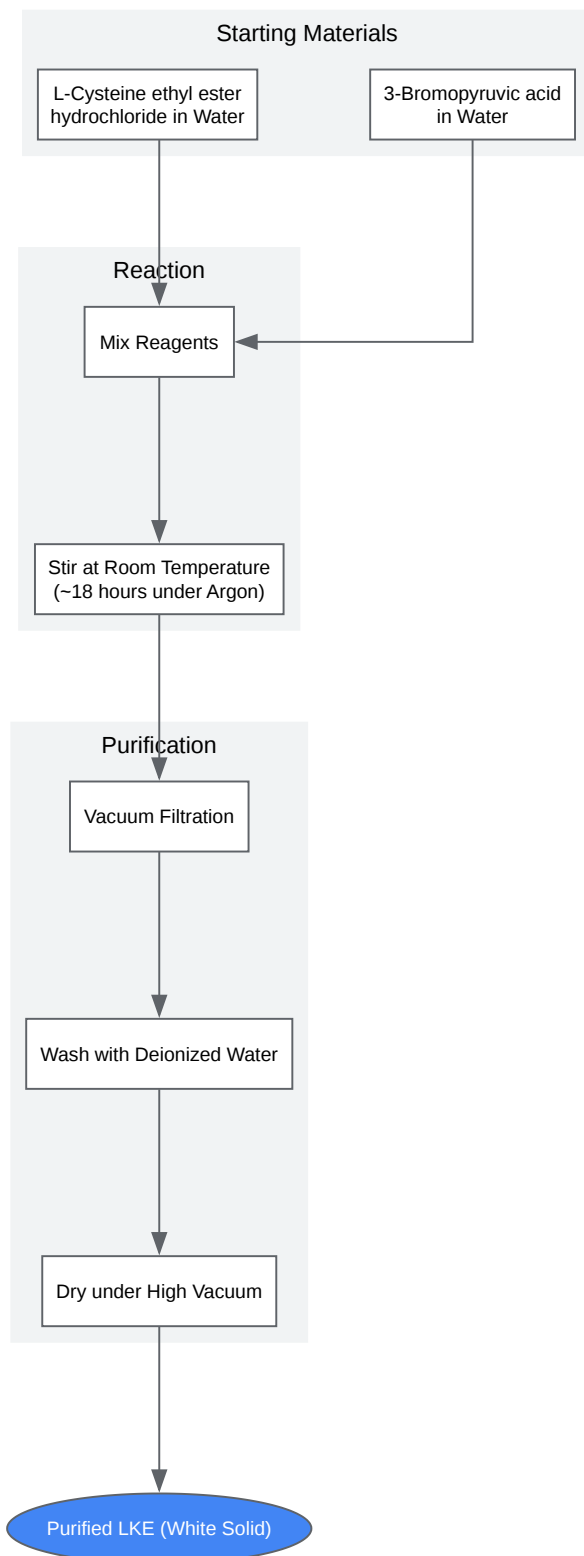 Starting Materials
L-Cysteine ethyl ester
hydrochloride in Water
3-Bromopyruvic acid
in Water
Reaction
Mix Reagents
Stir at Room Temperature
(~18 hours under Argon)
Purification
Vacuum Filtration
Wash with Deionized Water
Dry under High Vacuum
Purified LKE (White Solid)